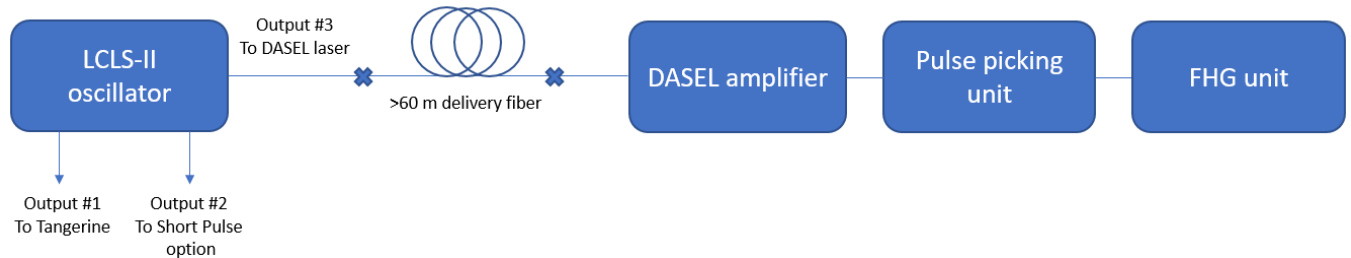 LCLS-II
oscillator
Output #3
To DASEL laser
>60 m delivery fiber
DASEL amplifier
Pulse picking
unit
FHG unit
Output #1
To Tangerine
Output #2
To Short Pulse
option